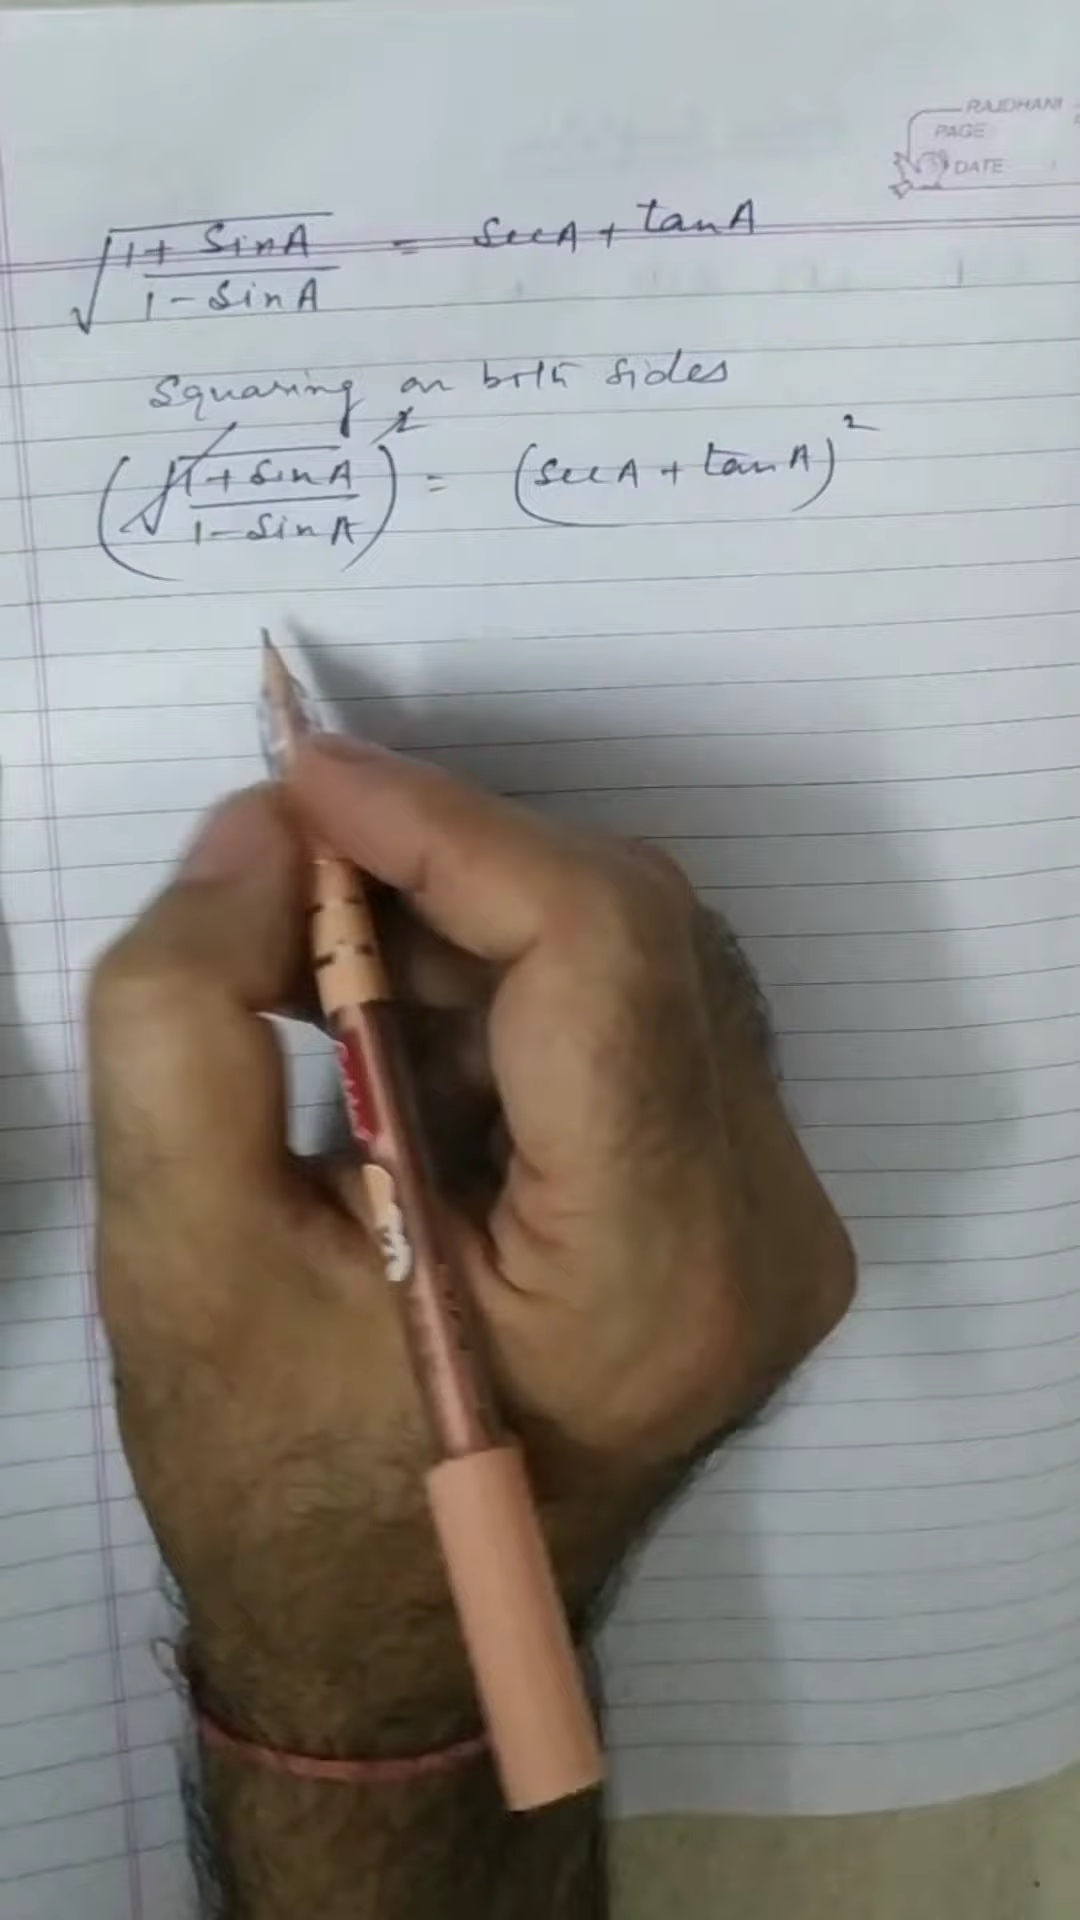 RAJDHANI
PAGE
DATE
√(1 + SinA / 1 - SinA) = SecA + tanA
Squaring on both sides
(√(1 + SinA / 1 - SinA))² = (SecA + tanA)²